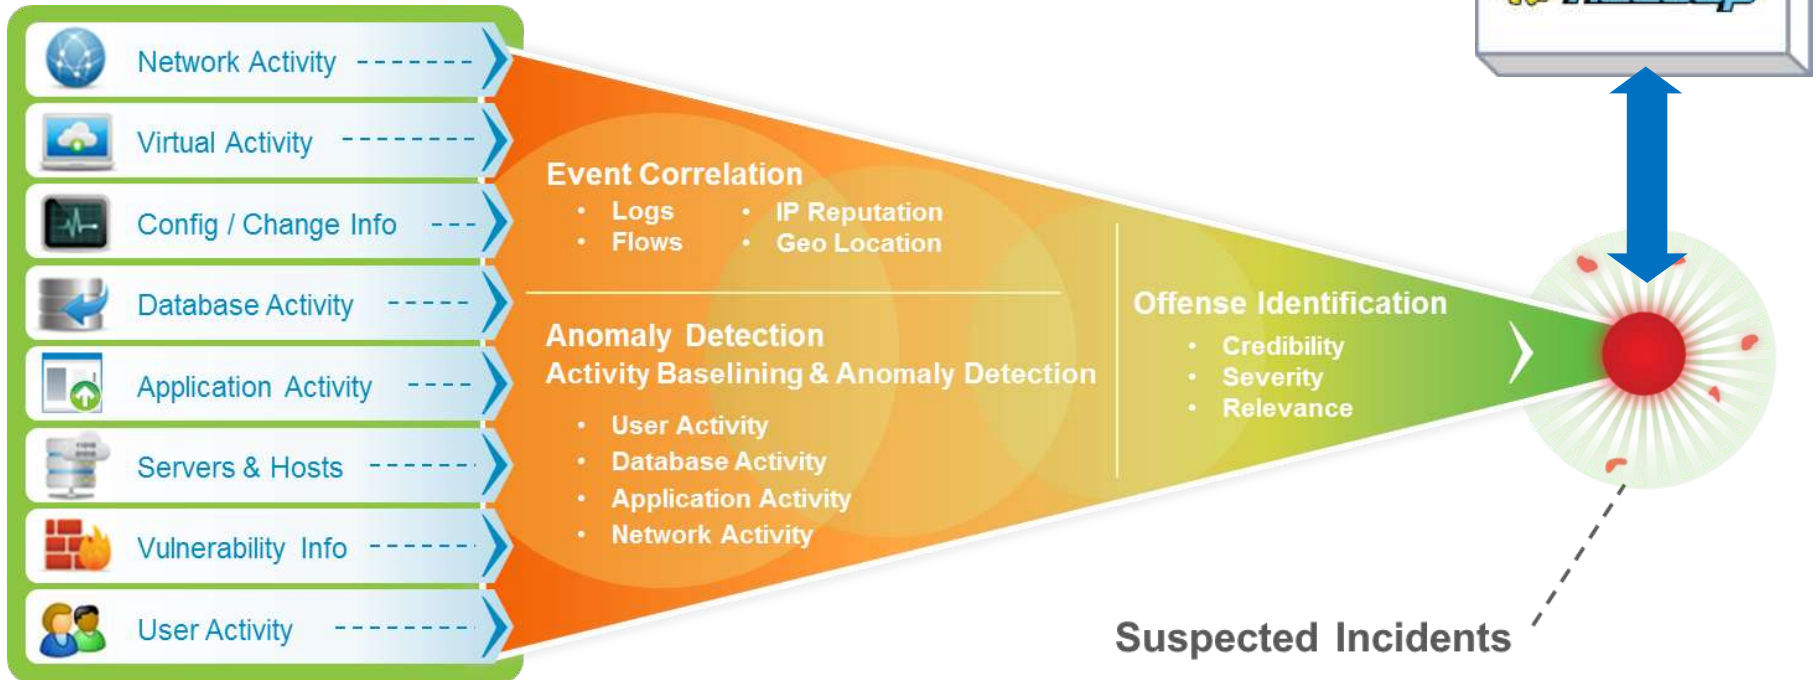 Network Activity
Virtual Activity
Config / Change Info
Database Activity
Application Activity
Servers & Hosts
Vulnerability Info
User Activity
Event Correlation
• Logs
• Flows
• IP Reputation
• Geo Location
Anomaly Detection
Activity Baselining & Anomaly Detection
• User Activity
• Database Activity
• Application Activity
• Network Activity
Offense Identification
• Credibility
• Severity
• Relevance
Suspected Incidents